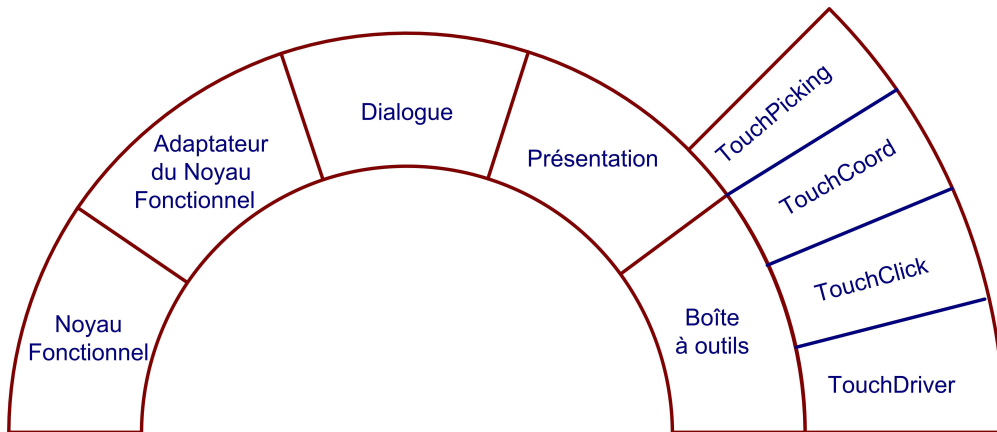 Noyau
Fonctionnel
Adaptateur
du Noyau
Fonctionnel
Dialogue
Présentation
Boîte
à outils
TouchPicking
TouchCoord
TouchClick
TouchDriver